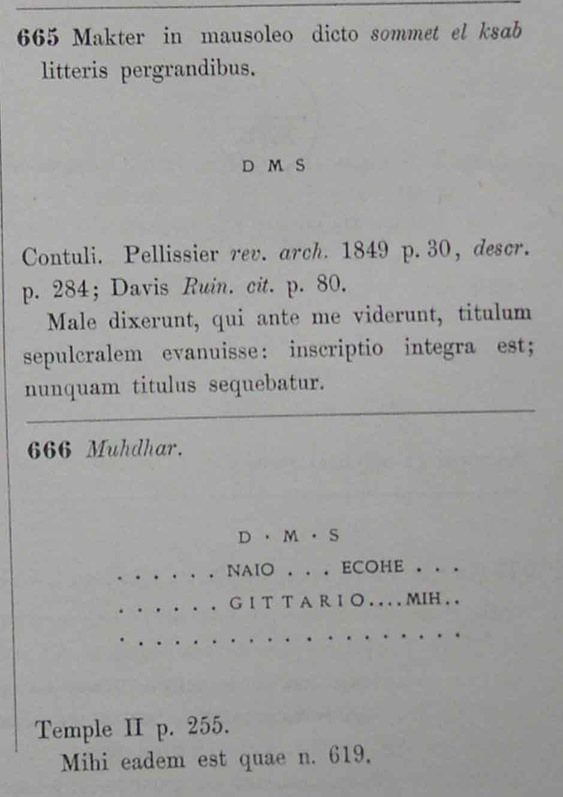 665 Makter in mausoleo dicto sommet el ksab
litteris pergrandibus.
D M S
Contuli. Pellissier rev. arch. 1849 p. 30, descr.
p. 284; Davis Ruin. cit. p. 80.
Male dixerunt, qui ante me viderunt, titulum
sepulcralem evanuisse: inscriptio integra est;
nunquam titulus sequebatur.
666 Muhdhar.
D · M · S
. . . . . . NAIO . . . ECOHE . . .
. . . . . . GITTARIO....MIH..
. . . . . . . . . . . . . . . . . .
Temple II p. 255.
Mihi eadem est quae n. 619.